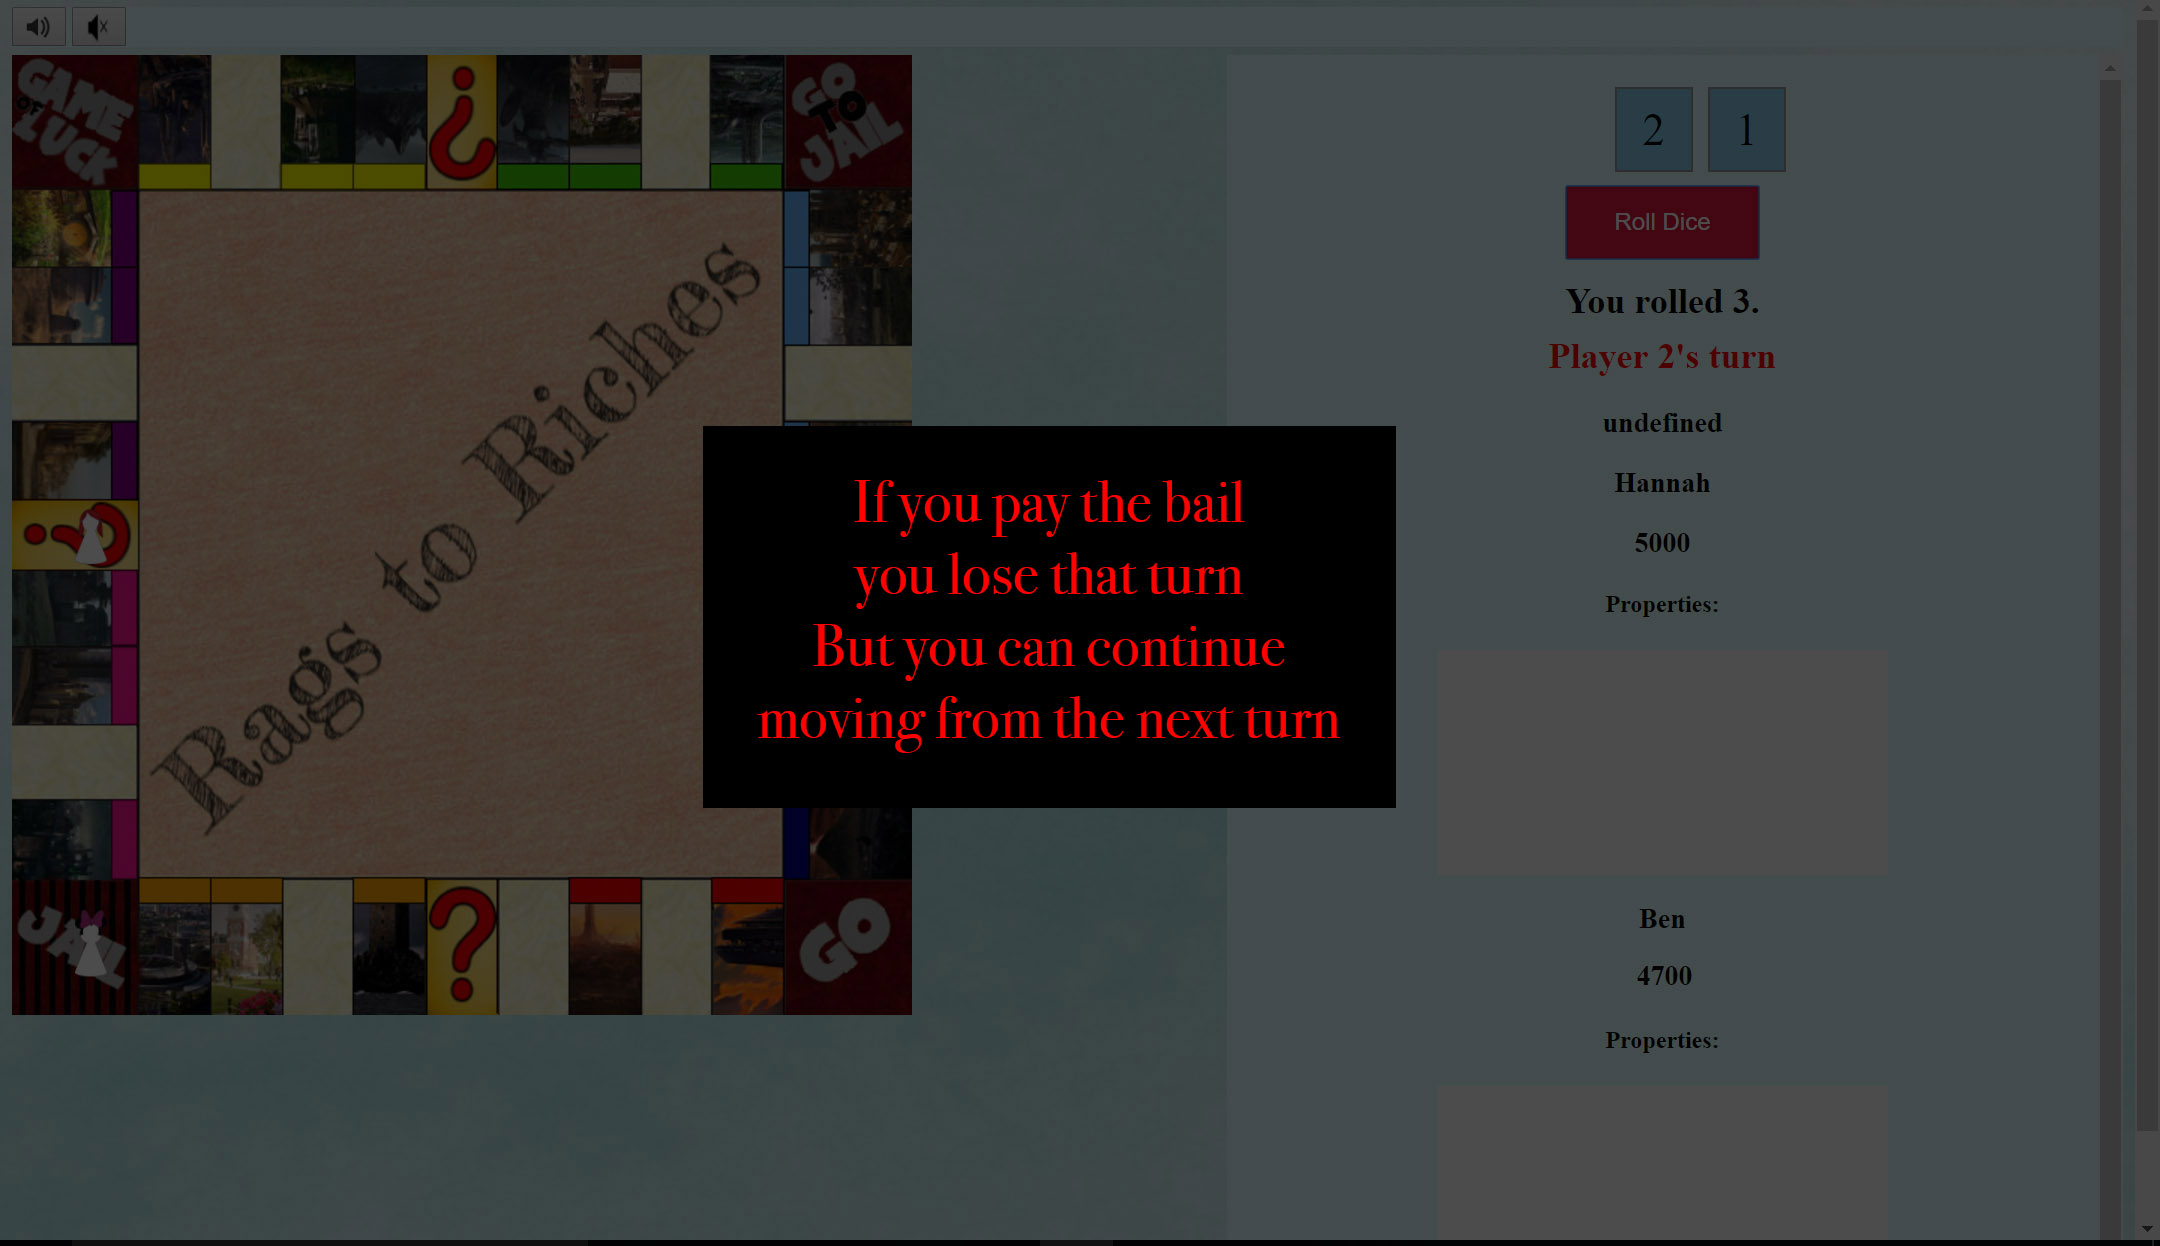 GAME
OF
LUCK
?
GO
TO
JAIL
Rags to Riches
?
JAIL
?
GO
2
1
Roll Dice
You rolled 3.
Player 2's turn
undefined
Hannah
5000
Properties:
If you pay the bail
you lose that turn
But you can continue
moving from the next turn
Ben
4700
Properties: